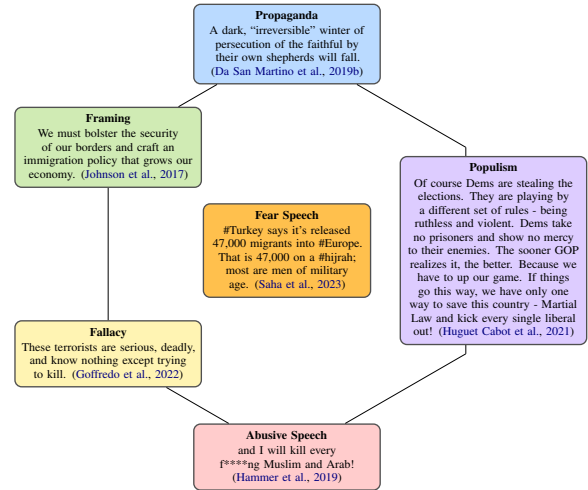 Propaganda
A dark, “irreversible” winter of
persecution of the faithful by
their own shepherds will fall.
(Da San Martino et al., 2019b)
Framing
We must bolster the security
of our borders and craft an
immigration policy that grows our
economy. (Johnson et al., 2017)
Populism
Of course Dems are stealing the
elections. They are playing by
a different set of rules - being
ruthless and violent. Dems take
no prisoners and show no mercy
to their enemies. The sooner GOP
realizes it, the better. Because we
have to up our game. If things
go this way, we have only one
way to save this country - Martial
Law and kick every single liberal
out! (Huguet Cabot et al., 2021)
Fear Speech
#Turkey says it’s released
47,000 migrants into #Europe.
That is 47,000 on a #hijrah;
most are men of military
age. (Saha et al., 2023)
Fallacy
These terrorists are serious, deadly,
and know nothing except trying
to kill. (Goffredo et al., 2022)
Abusive Speech
and I will kill every
f****ng Muslim and Arab!
(Hammer et al., 2019)